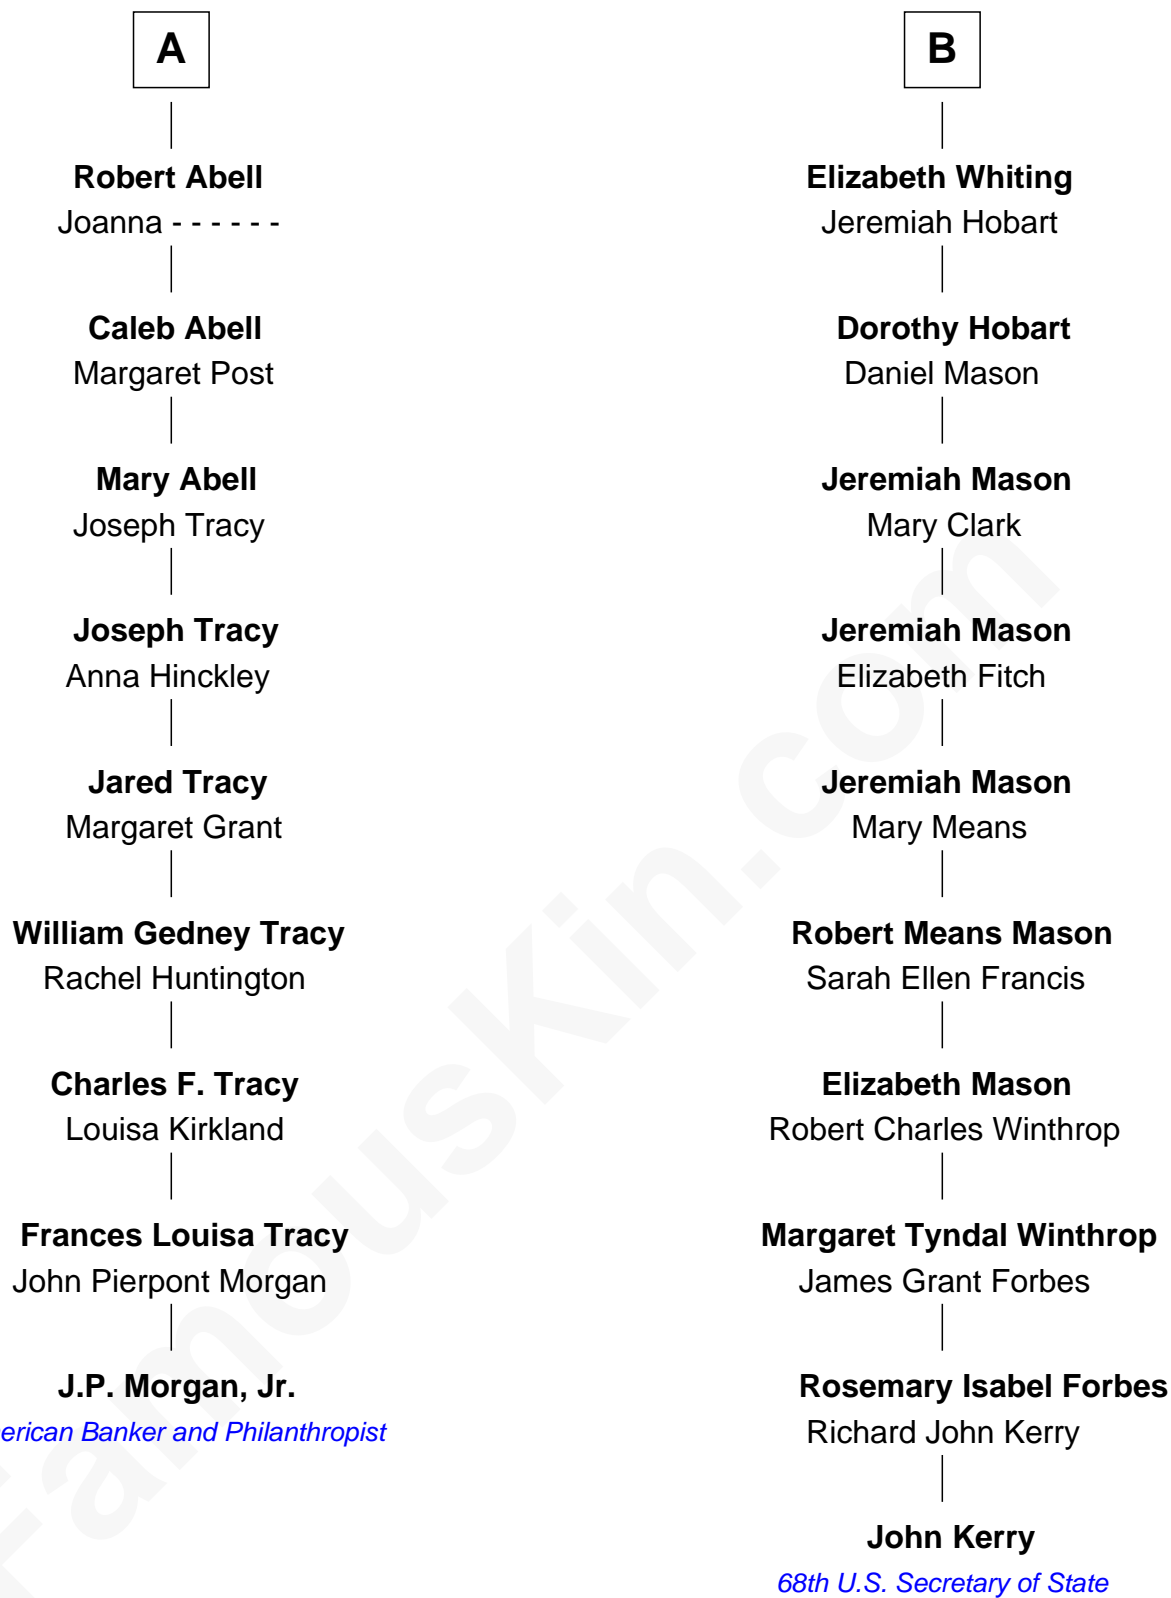 A
Robert Abell
Joanna - - - - - -
Caleb Abell
Margaret Post
Mary Abell
Joseph Tracy
Joseph Tracy
Anna Hinckley
Jared Tracy
Margaret Grant
William Gedney Tracy
Rachel Huntington
Charles F. Tracy
Louisa Kirkland
Frances Louisa Tracy
John Pierpont Morgan
J.P. Morgan, Jr.
erican Banker and Philanthropist
B
Elizabeth Whiting
Jeremiah Hobart
Dorothy Hobart
Daniel Mason
Jeremiah Mason
Mary Clark
Jeremiah Mason
Elizabeth Fitch
Jeremiah Mason
Mary Means
Robert Means Mason
Sarah Ellen Francis
Elizabeth Mason
Robert Charles Winthrop
Margaret Tyndal Winthrop
James Grant Forbes
Rosemary Isabel Forbes
Richard John Kerry
John Kerry
68th U.S. Secretary of State
FamousKin.com